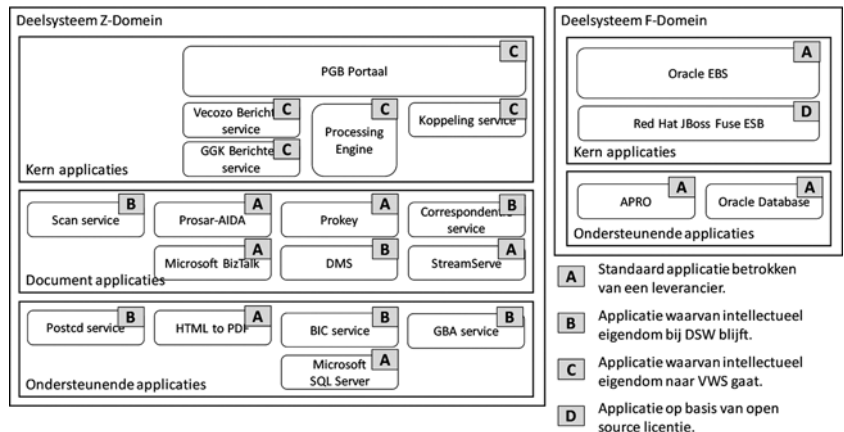 Deelsysteem Z-Domein
C
PGB Portaal
Vecozo Bericht C
service
C
Processing
Engine
C
Koppeling service
GGK Berichte C
service
Kern applicaties
B
Scan service
A
Prosar-AIDA
A
Prokey
B
Correspondentie
service
A
Microsoft BizTalk
B
DMS
A
StreamServe
Document applicaties
B
Postcd service
A
HTML to PDF
B
BIC service
B
GBA service
A
Microsoft
SQL Server
Ondersteunende applicaties
Deelsysteem F-Domein
A
Oracle EBS
D
Red Hat JBoss Fuse ESB
Kern applicaties
A
APRO
A
Oracle Database
Ondersteunende applicaties
A Standaard applicatie betrokken
van een leverancier.
B Applicatie waarvan intellectueel
eigendom bij DSW blijft.
C Applicatie waarvan intellectueel
eigendom naar VWS gaat.
D Applicatie op basis van open
source licentie.